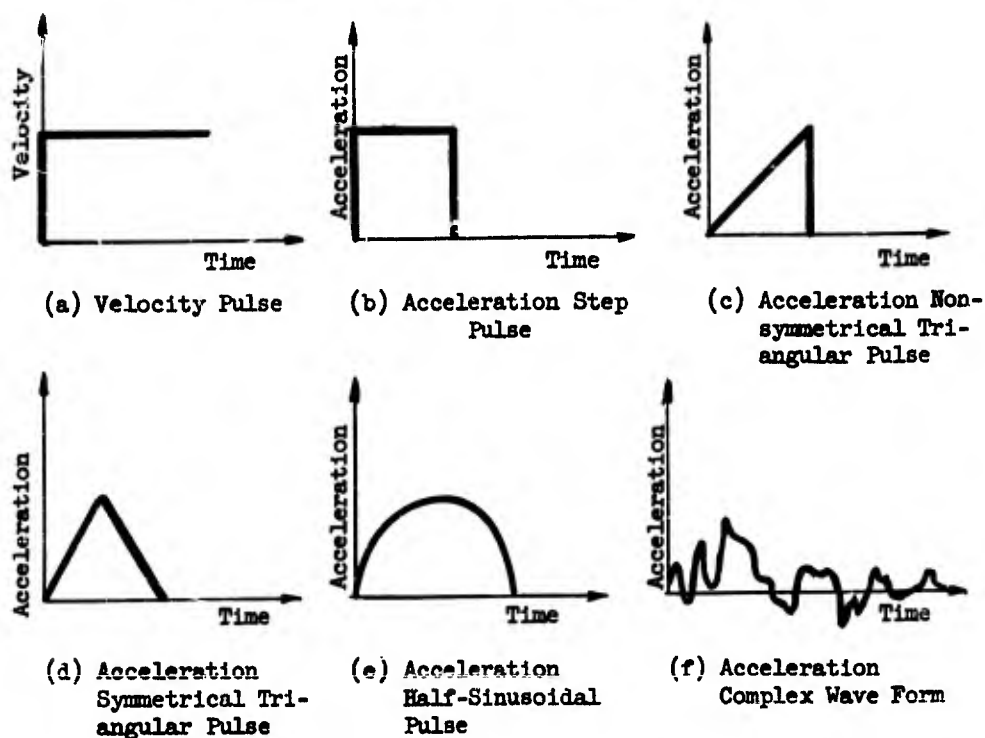 Velocity
Time
(a) Velocity Pulse
Acceleration
Time
(b) Acceleration Step
Pulse
Acceleration
Time
(c) Acceleration Non-
symmetrical Tri-
angular Pulse
Acceleration
Time
(d) Acceleration
Symmetrical Tri-
angular Pulse
Acceleration
Time
(e) Acceleration
Half-Sinusoidal
Pulse
Acceleration
Time
(f) Acceleration
Complex Wave Form